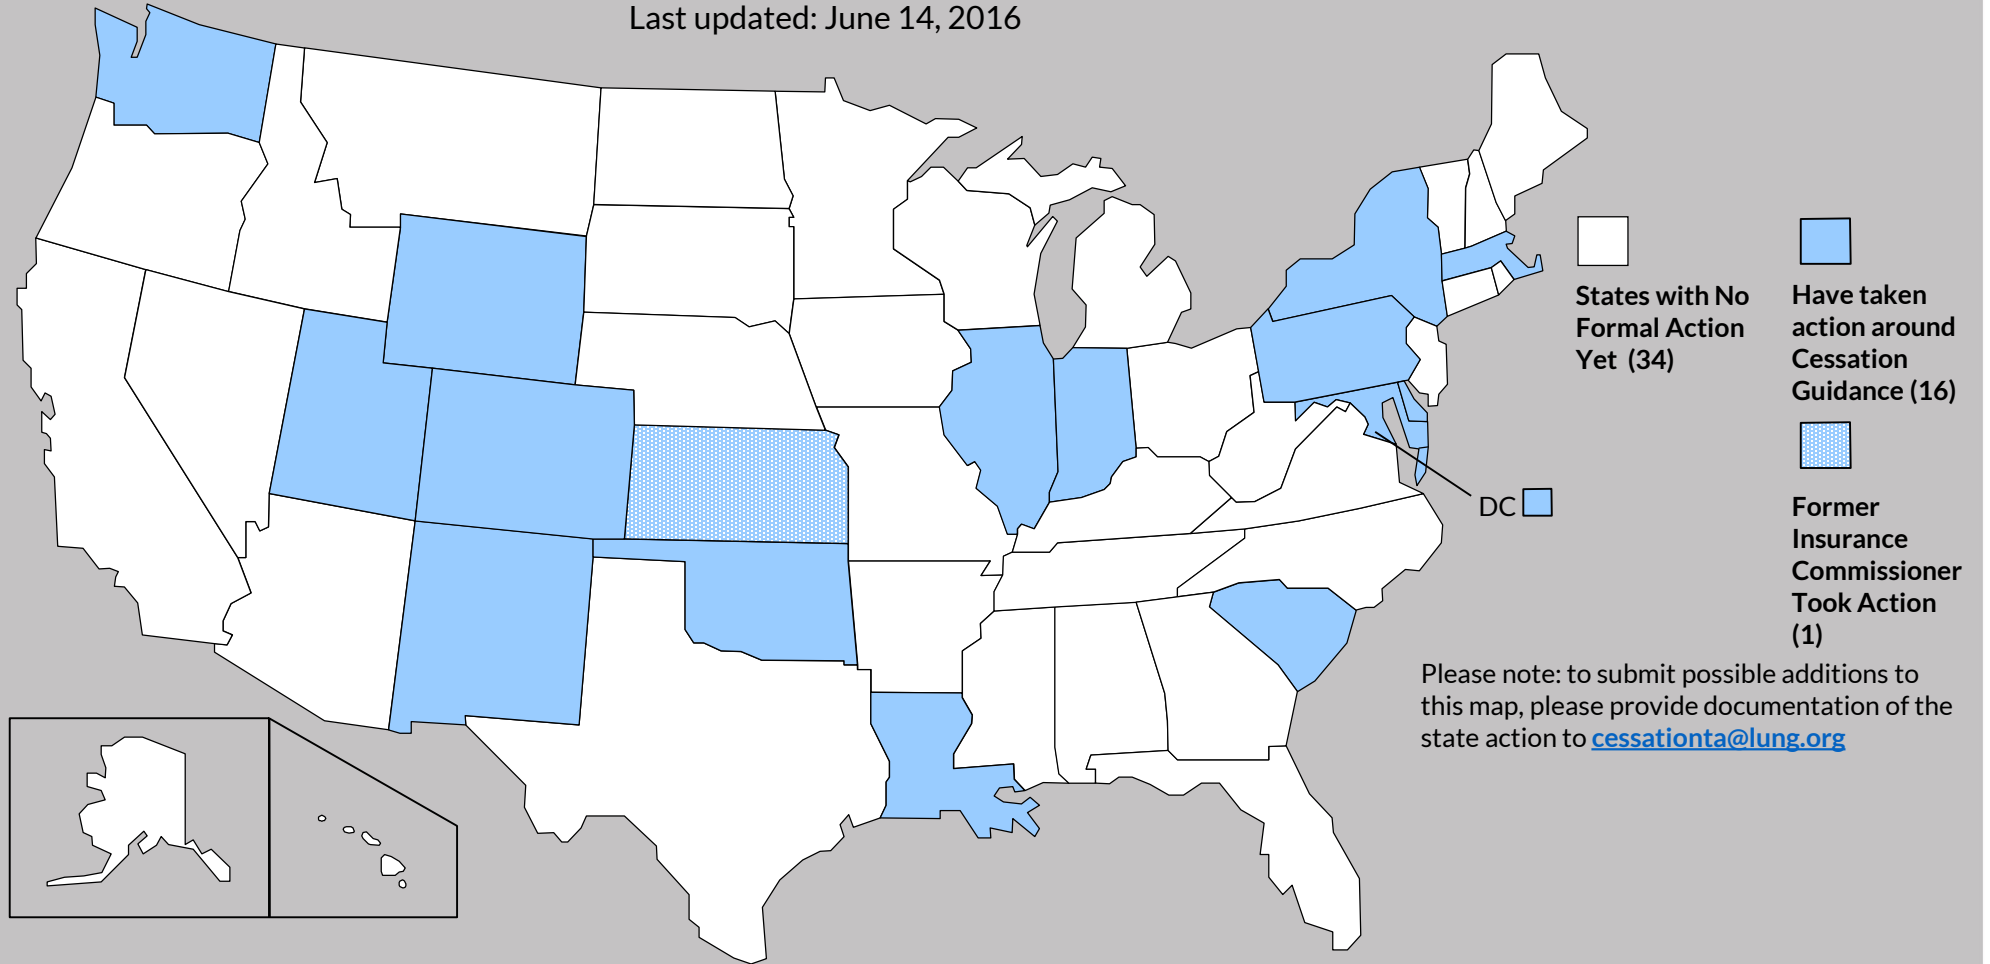 Last updated: June 14, 2016
States with No
Formal Action
Yet (34)
Have taken
action around
Cessation
Guidance (16)
Former
Insurance
Commissioner
Took Action
(1)
DC
Please note: to submit possible additions to
this map, please provide documentation of the
state action to cessationta@lung.org